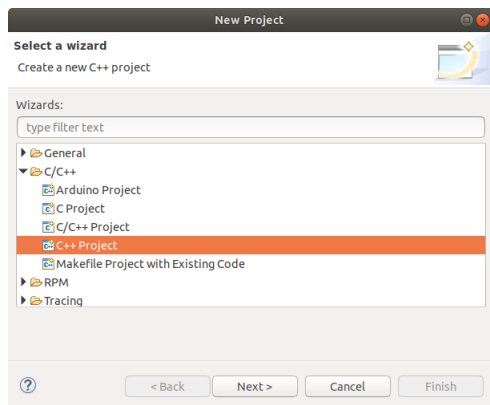 New Project
Select a wizard
Create a new C++ project
Wizards:
type filter text
General
C/C++
Arduino Project
C Project
C/C++ Project
C++ Project
Makefile Project with Existing Code
RPM
Tracing
< Back Next > Cancel Finish